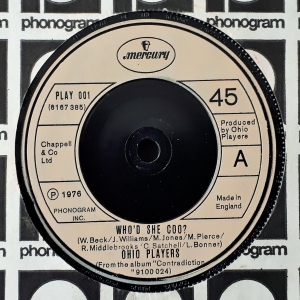 phonogram
phonogram
mercury
PLAY 001
(6167 385)
45
Produced
by Ohio
Players
Chappell
& Co
Ltd
A
℗ 1976
PHONOGRAM
INC.
Made in
England
WHO'D SHE COO?
(W.Beck/J.Williams/M.Jones/M.Pierce/
R.Middlebrooks/C.Satchell/L.Bonner)
OHIO PLAYERS
(From the album "Contradiction"
9100 024)
phonogram
phonogram